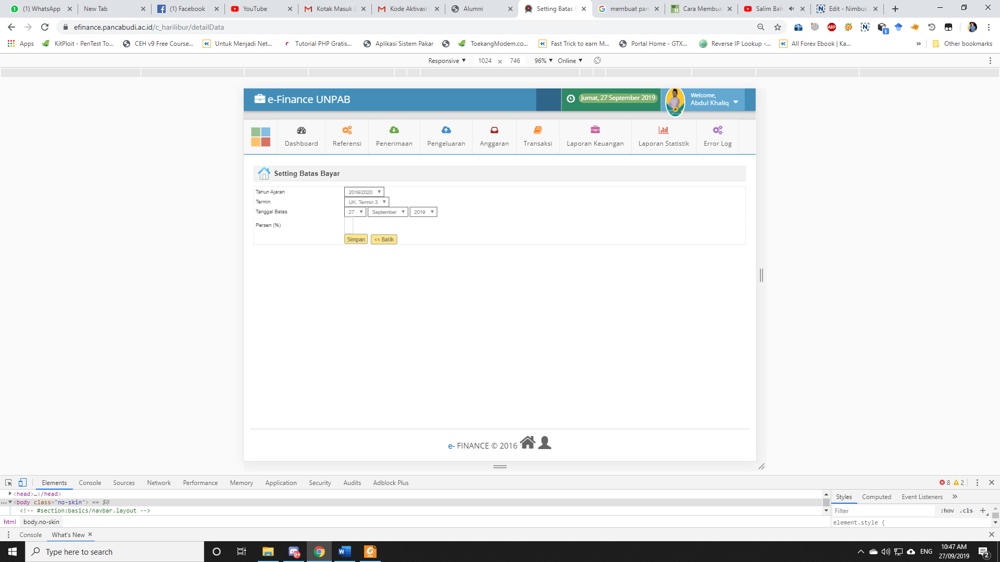 (1) WhatsApp
New Tab
(1) Facebook
YouTube
Kotak Masuk (
Kode Aktivasi
Alumni
Setting Batas
membuat pan
Cara Membua
Salim Bah
Edit - Nimbus
efinance.pancabudi.ac.id/c_harilibur/detailData
Apps
KitPloit - PenTest To...
CEH v9 Free Course...
Untuk Menjadi Net...
Tutorial PHP Gratis...
Aplikasi Sistem Pakar
ToekangModem.co...
Fast Trick to earn M...
Portal Home - GTX...
Reverse IP Lookup -...
All Forex Ebook | Ka...
»
Other bookmarks
Responsive ▼ 1024 × 746 96% ▼ Online ▼
e-Finance UNPAB
Jumat, 27 September 2019
Welcome,
Abdul Khaliq
Dashboard
Referensi
Penerimaan
Pengeluaran
Anggaran
Transaksi
Laporan Keuangan
Laporan Statistik
Error Log
Setting Batas Bayar
Tahun Ajaran 2019/2020
Termin UK. Termin 3
Tanggal Batas 27 September 2019
Persen (%)
Simpan << Balik
e- FINANCE © 2016
Elements Console Sources Network Performance Memory Application Security Audits Adblock Plus
8 2
<head>…</head>
<body class="no-skin"> == $0
<!-- #section:basics/navbar.layout -->
html body.no-skin
Styles Computed Event Listeners »
Filter :hov .cls +
element.style {
Console What's New
Type here to search
9+
ENG
10:47 AM
27/09/2019
2